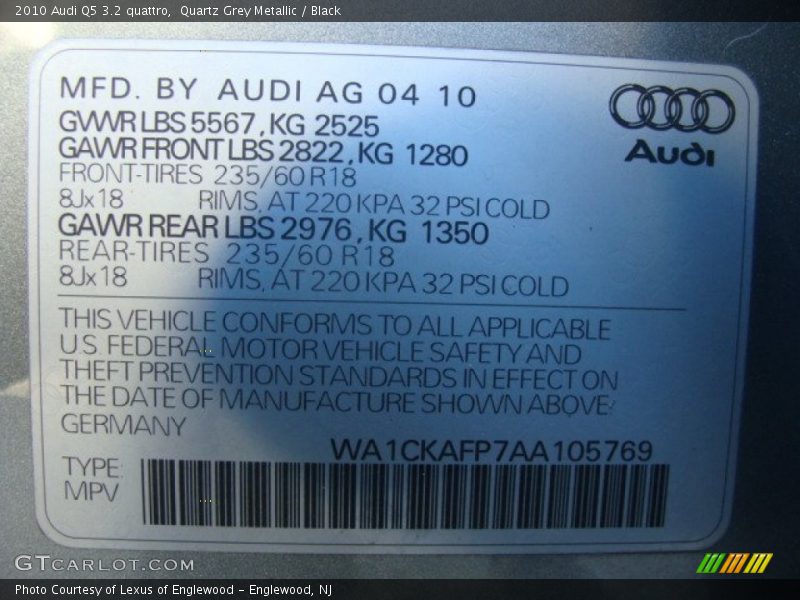 2010 Audi Q5 3.2 quattro,  Quartz Grey Metallic / Black
MFD. BY AUDI AG 04 10
Audi
GVWR LBS 5567, KG 2525
GAWR FRONT LBS 2822, KG 1280
FRONT-TIRES 235/60 R18
8Jx18 RIMS, AT 220 KPA 32 PSI COLD
GAWR REAR LBS 2976, KG 1350
REAR-TIRES 235/60 R18
8Jx18 RIMS, AT 220 KPA 32 PSI COLD
THIS VEHICLE CONFORMS TO ALL APPLICABLE
U.S. FEDERAL MOTOR VEHICLE SAFETY AND
THEFT PREVENTION STANDARDS IN EFFECT ON
THE DATE OF MANUFACTURE SHOWN ABOVE.
GERMANY
WA1CKAFP7AA105769
TYPE
MPV
GTCARLOT.COM
Photo Courtesy of Lexus of Englewood - Englewood, NJ